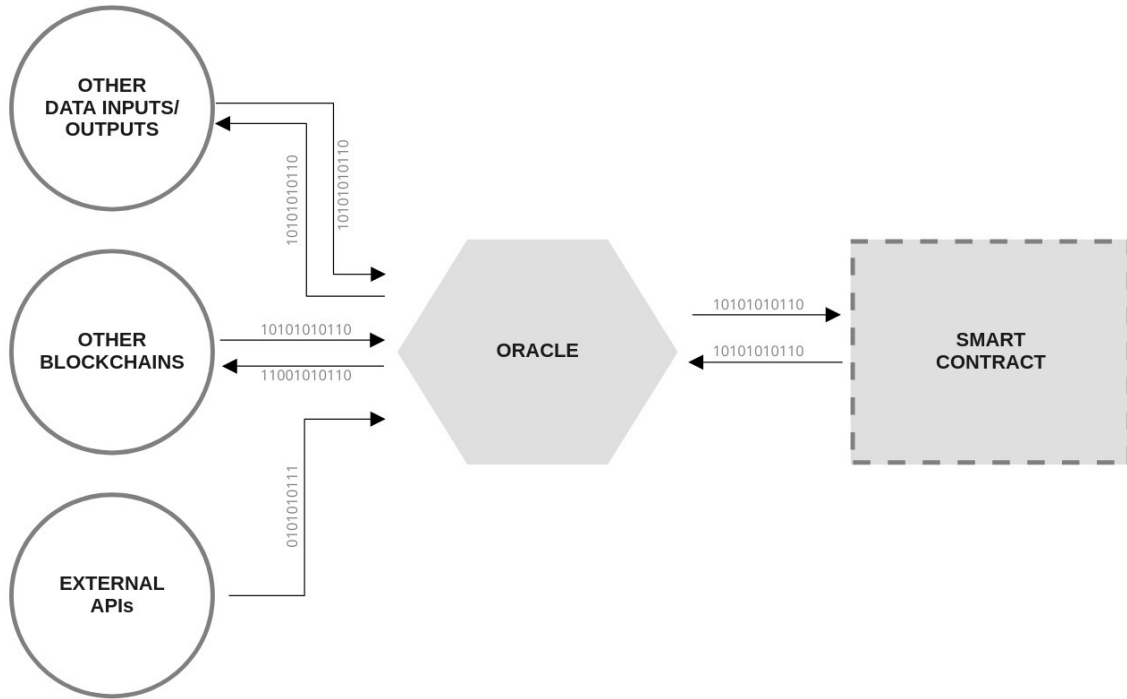 OTHER
DATA INPUTS/
OUTPUTS
10101010110
10101010110
OTHER
BLOCKCHAINS
10101010110
11001010110
ORACLE
10101010110
10101010110
SMART
CONTRACT
EXTERNAL
APIs
0101010111